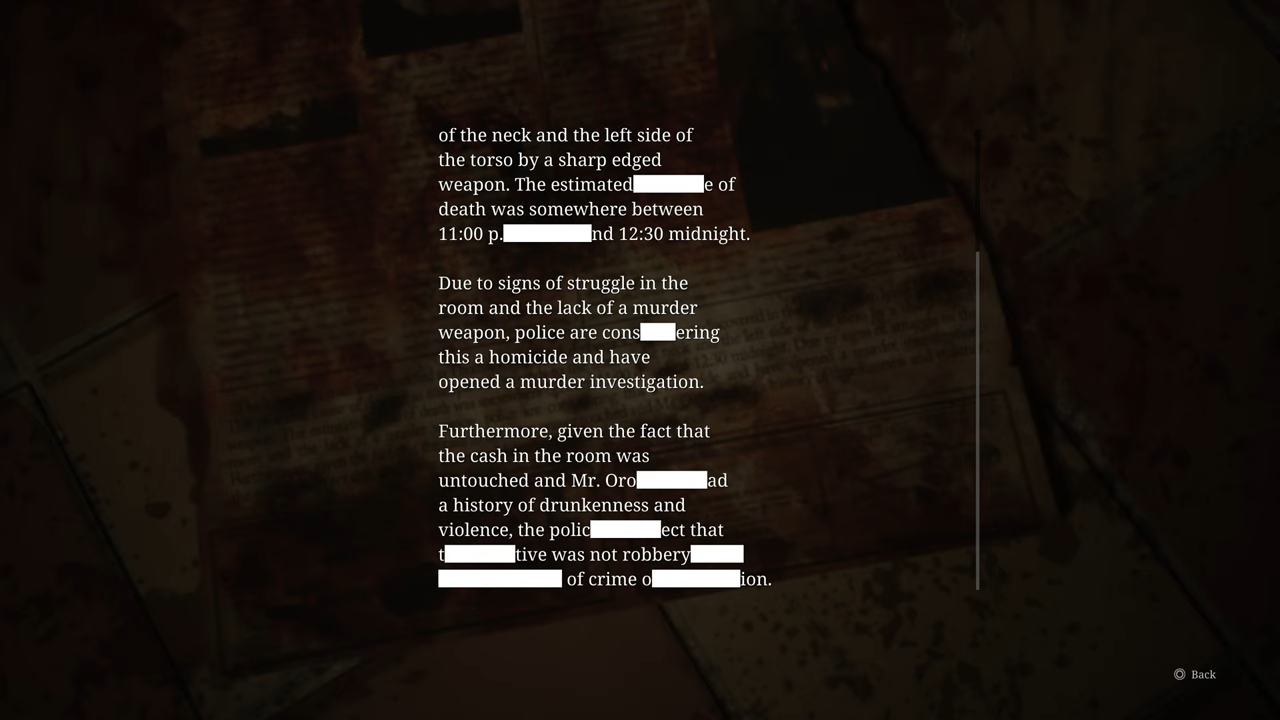 of the neck and the left side of
the torso by a sharp edged
weapon. The estimated e of
death was somewhere between
11:00 p. nd 12:30 midnight.
Due to signs of struggle in the
room and the lack of a murder
weapon, police are cons ering
this a homicide and have
opened a murder investigation.
Furthermore, given the fact that
the cash in the room was
untouched and Mr. Oro ad
a history of drunkenness and
violence, the polic ect that
t tive was not robbery
of crime o ion.
Back